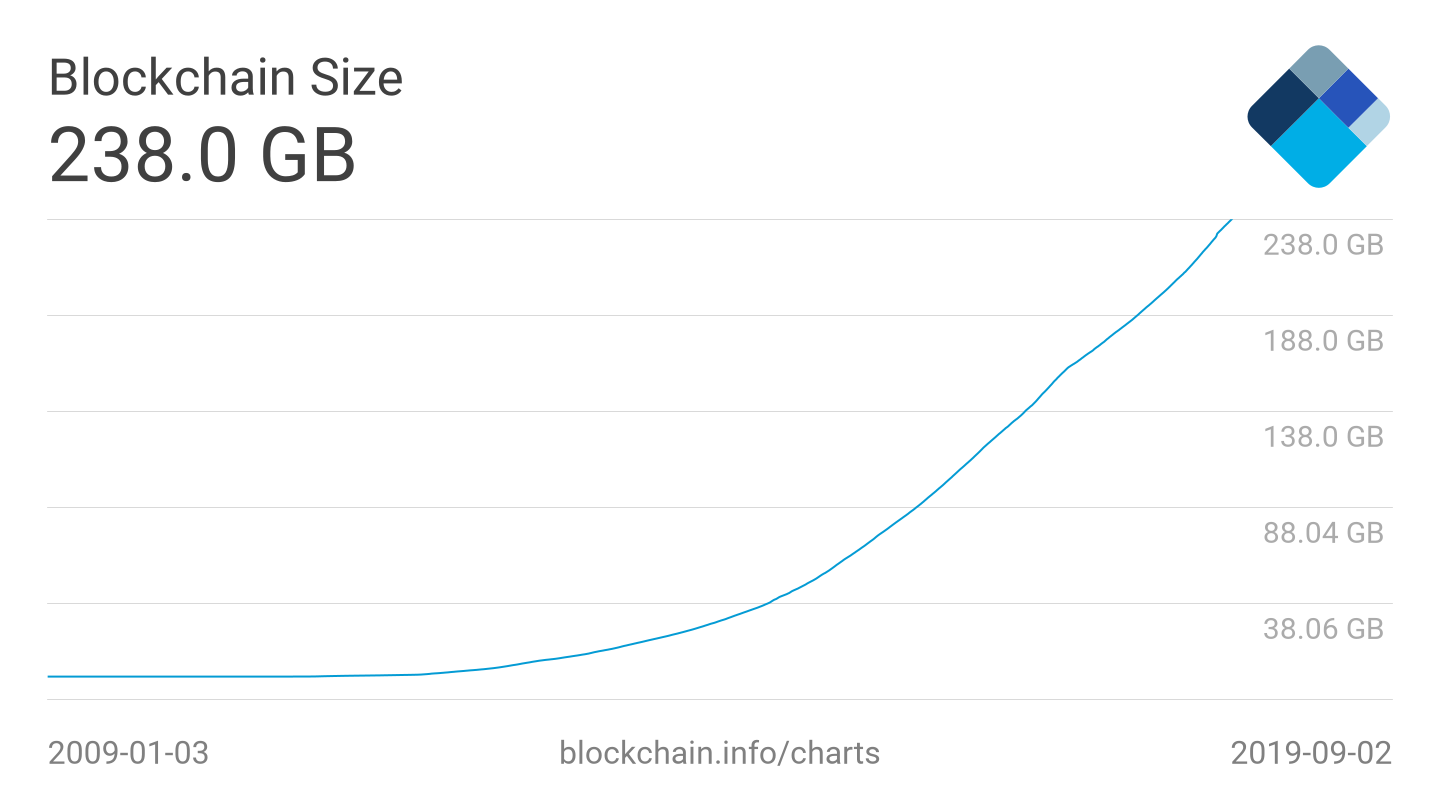 Blockchain Size
238.0 GB
238.0 GB
188.0 GB
138.0 GB
88.04 GB
38.06 GB
2009-01-03
blockchain.info/charts
2019-09-02